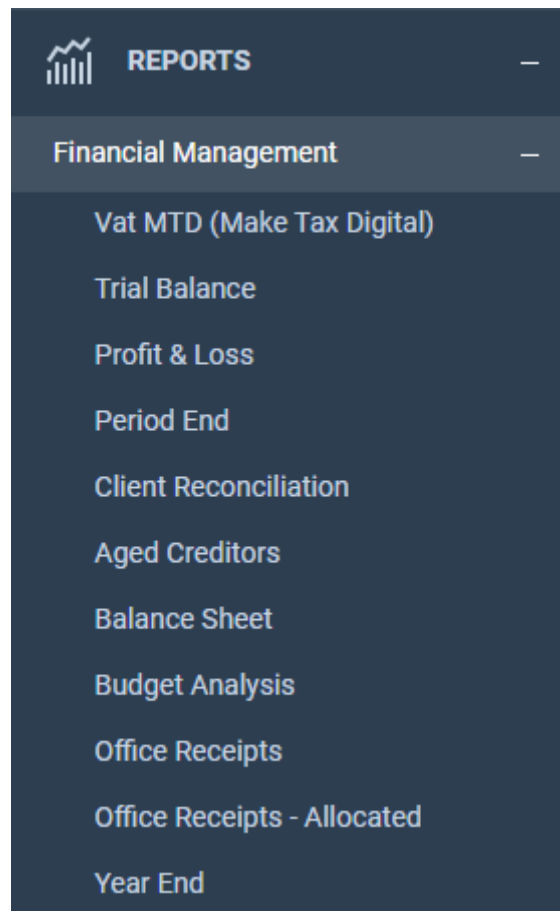 REPORTS
Financial Management
Vat MTD (Make Tax Digital)
Trial Balance
Profit & Loss
Period End
Client Reconciliation
Aged Creditors
Balance Sheet
Budget Analysis
Office Receipts
Office Receipts - Allocated
Year End